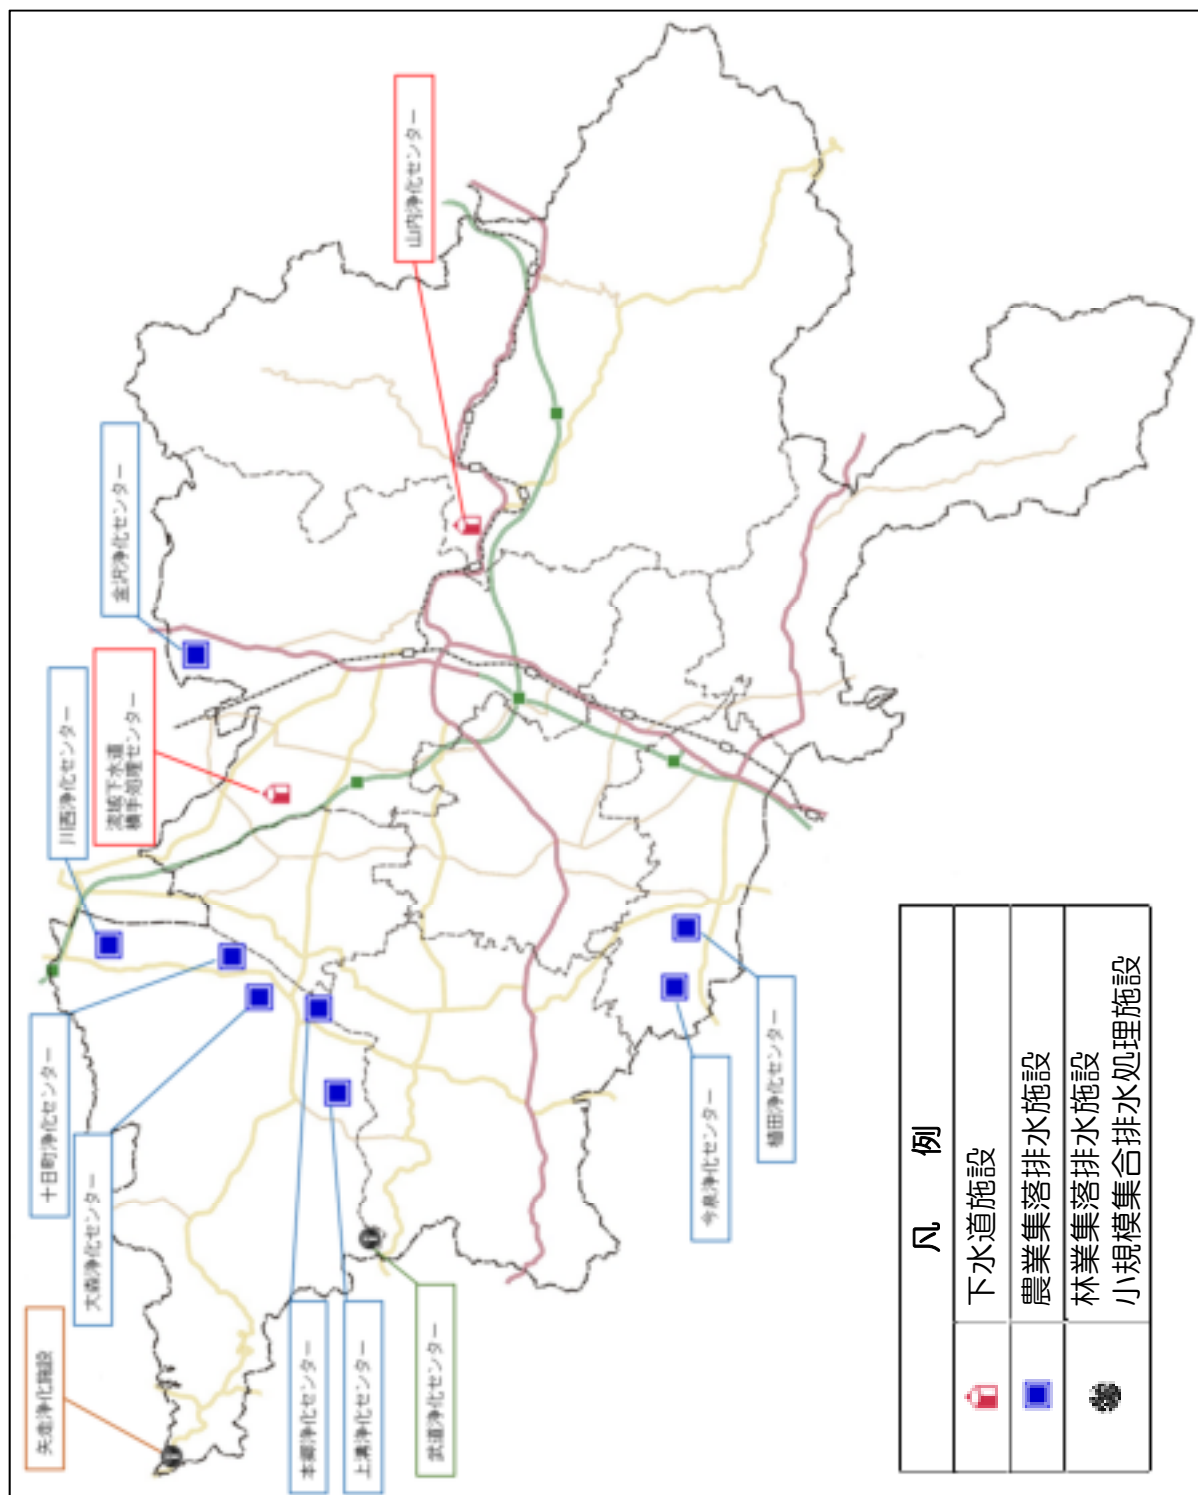 矢走浄化施設
十日町浄化センター
大森浄化センター
川西浄化センター
流域下水道
横手処理センター
金沢浄化センター
山内浄化センター
本郷浄化センター
上溝浄化センター
武道浄化センター
今泉浄化センター
植田浄化センター
凡 例
下水道施設
農業集落排水施設
林業集落排水施設
小規模集合排水処理施設